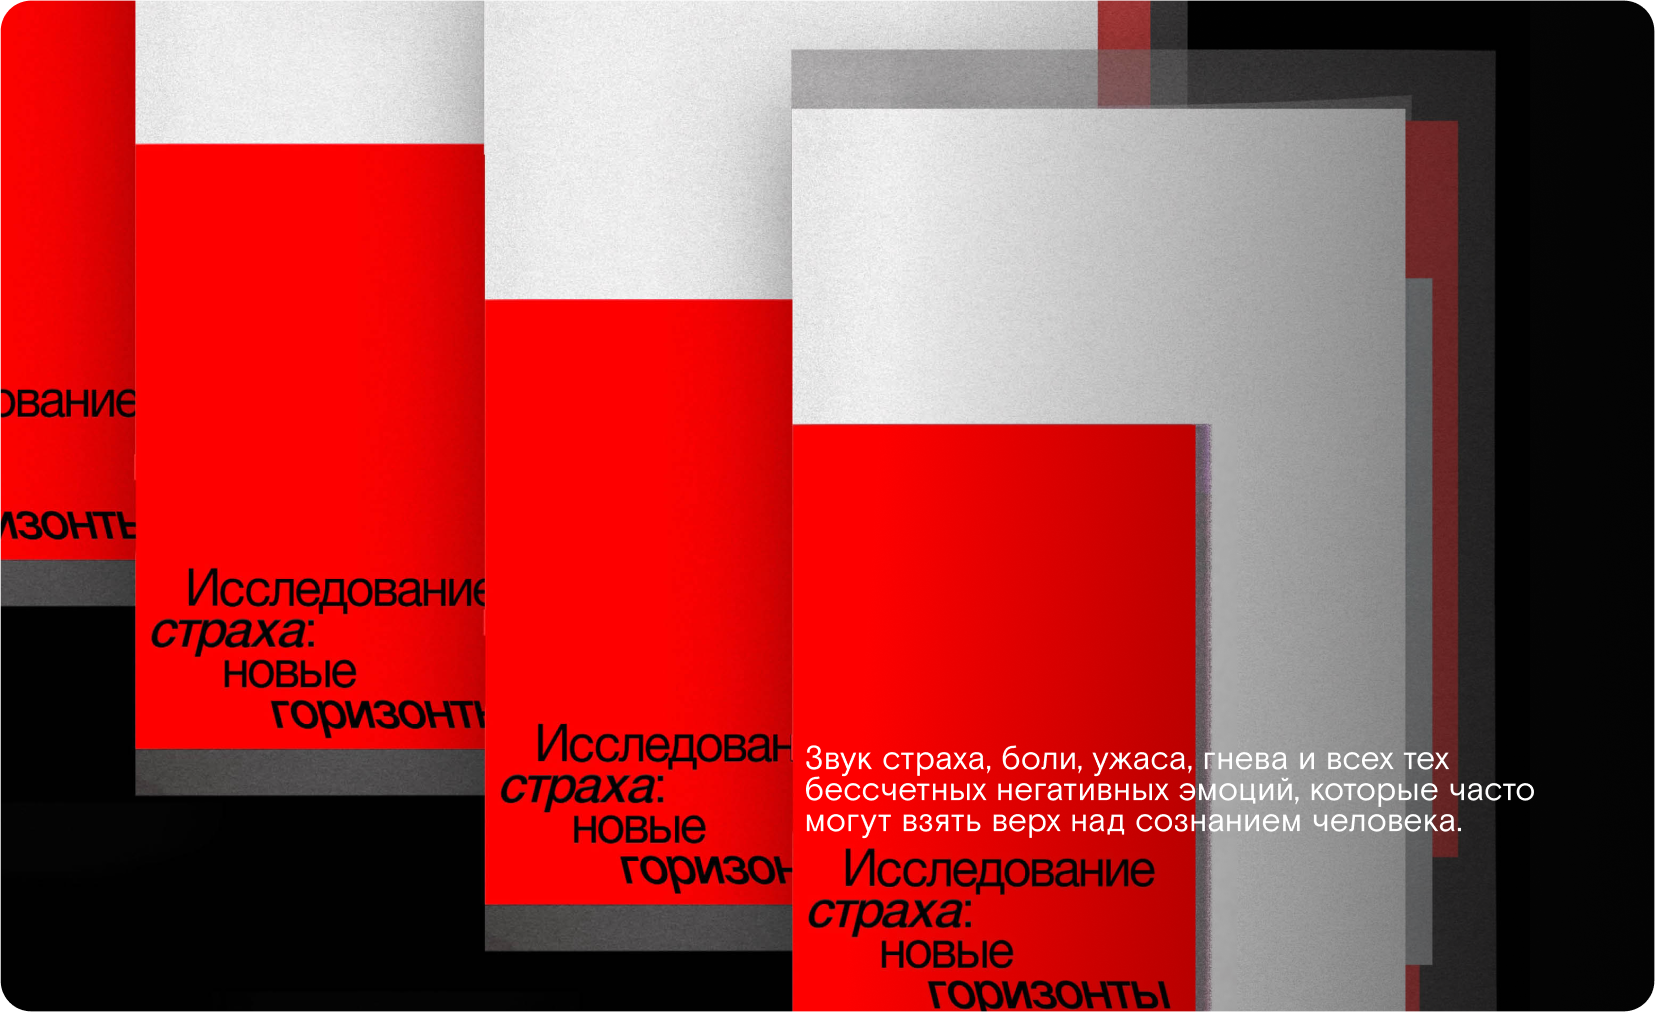 ование
изонты
Исследование
страха:
новые
горизонты
Исследован
страха:
новые
горизон
Звук страха, боли, ужаса, гнева и всех тех
бессчетных негативных эмоций, которые часто
могут взять верх над сознанием человека.
Исследование
страха:
новые
горизонты